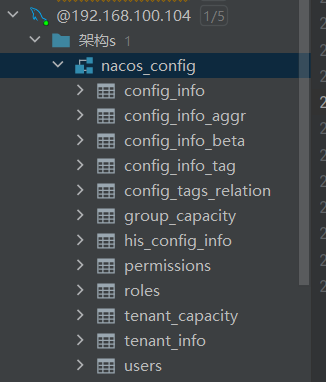 @192.168.100.104 1/5
架构s 1
nacos_config
config_info
config_info_aggr
config_info_beta
config_info_tag
config_tags_relation
group_capacity
his_config_info
permissions
roles
tenant_capacity
tenant_info
users